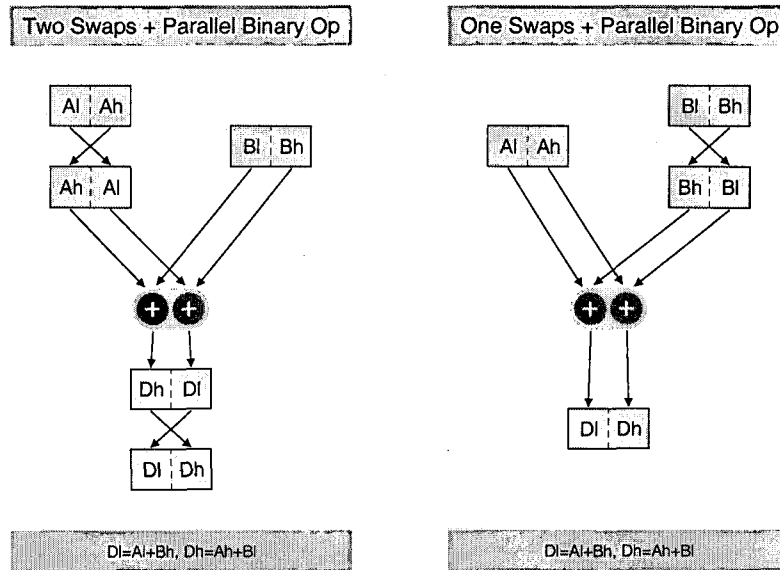 Two Swaps + Parallel Binary Op
Al Ah
Bl Bh
Ah Al
+ +
Dh Dl
Dl Dh
Dl=Al+Bh, Dh=Ah+Bl
One Swaps + Parallel Binary Op
Bl Bh
Al Ah
Bh Bl
+ +
Dl Dh
Dl=Al+Bh, Dh=Ah+Bl